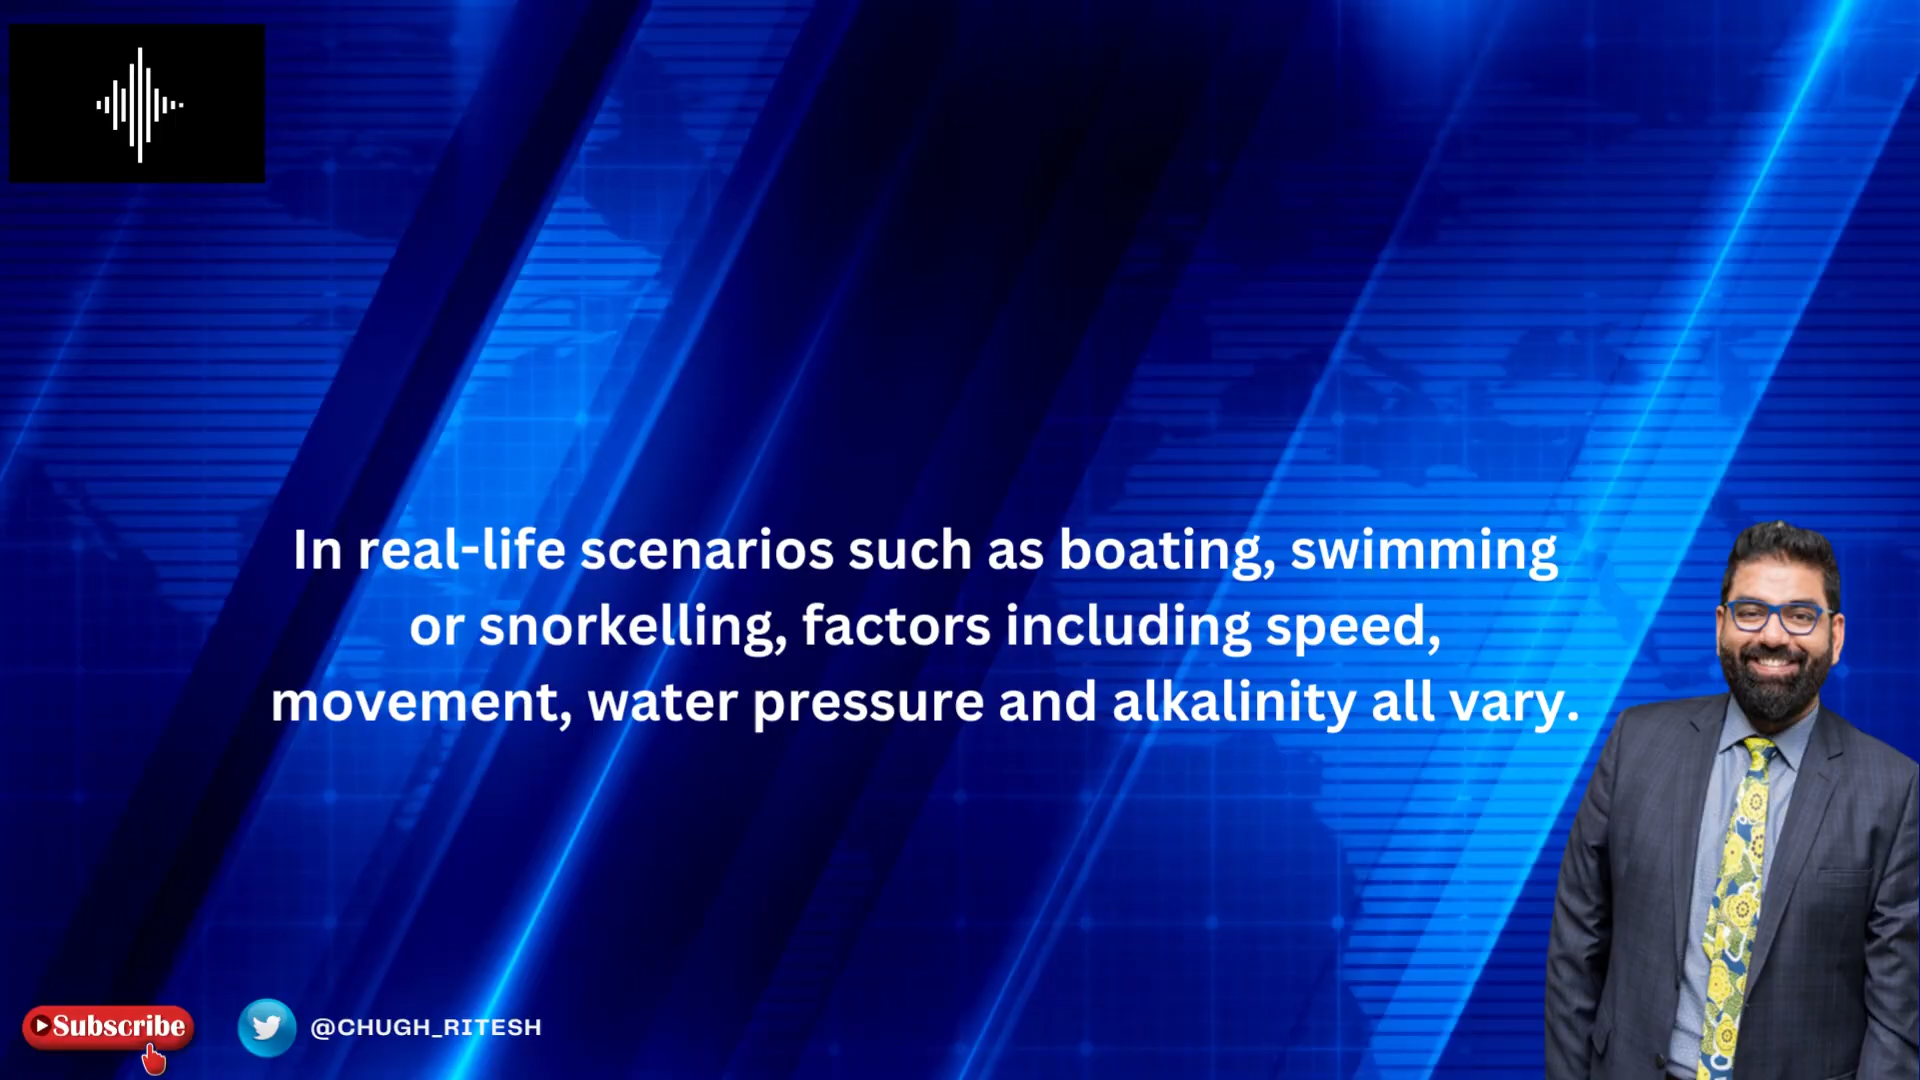 In real-life scenarios such as boating, swimming
or snorkelling, factors including speed,
movement, water pressure and alkalinity all vary.
Subscribe
@CHUGH_RITESH